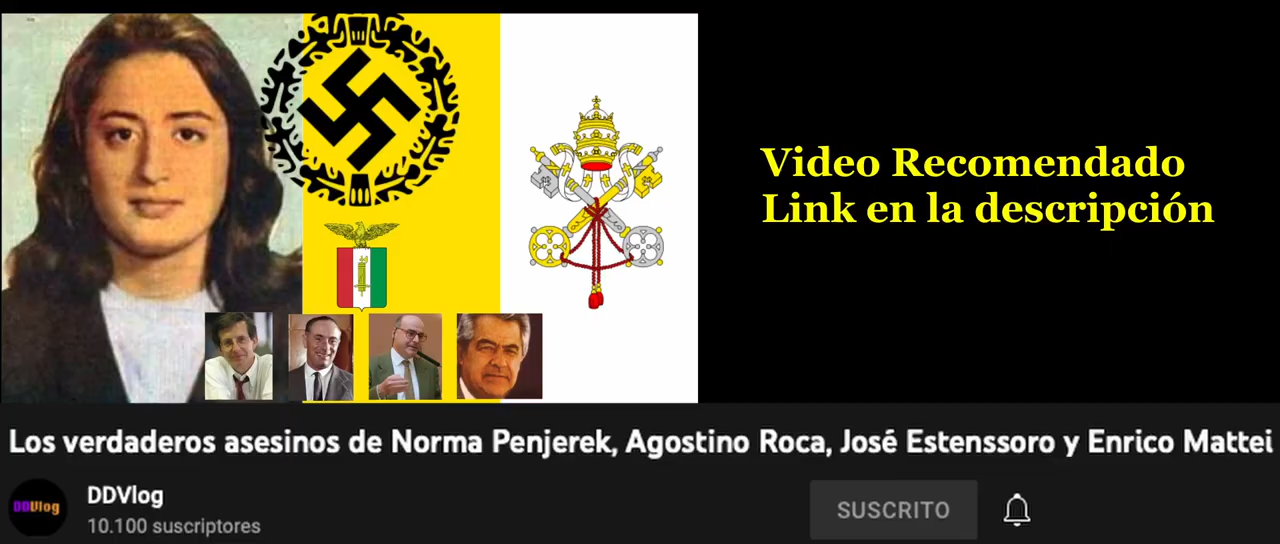 Video Recomendado
Link en la descripción
Los verdaderos asesinos de Norma Penjerek, Agostino Roca, José Estenssoro y Enrico Mattei
DDVlog
DDVlog
10.100 suscriptores
SUSCRITO